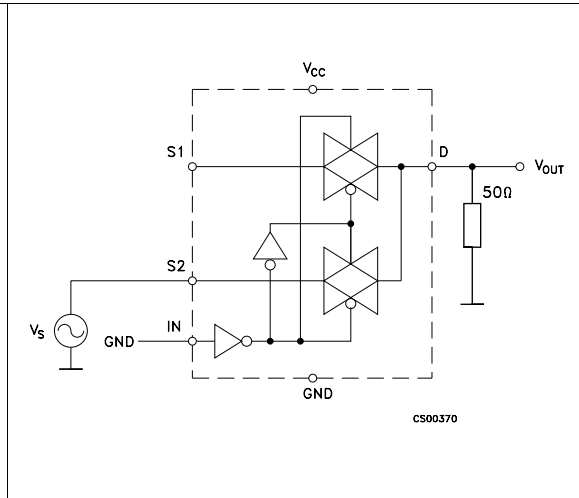 VCC
S1
D
VOUT
50Ω
S2
VS
IN
GND
GND
CS00370